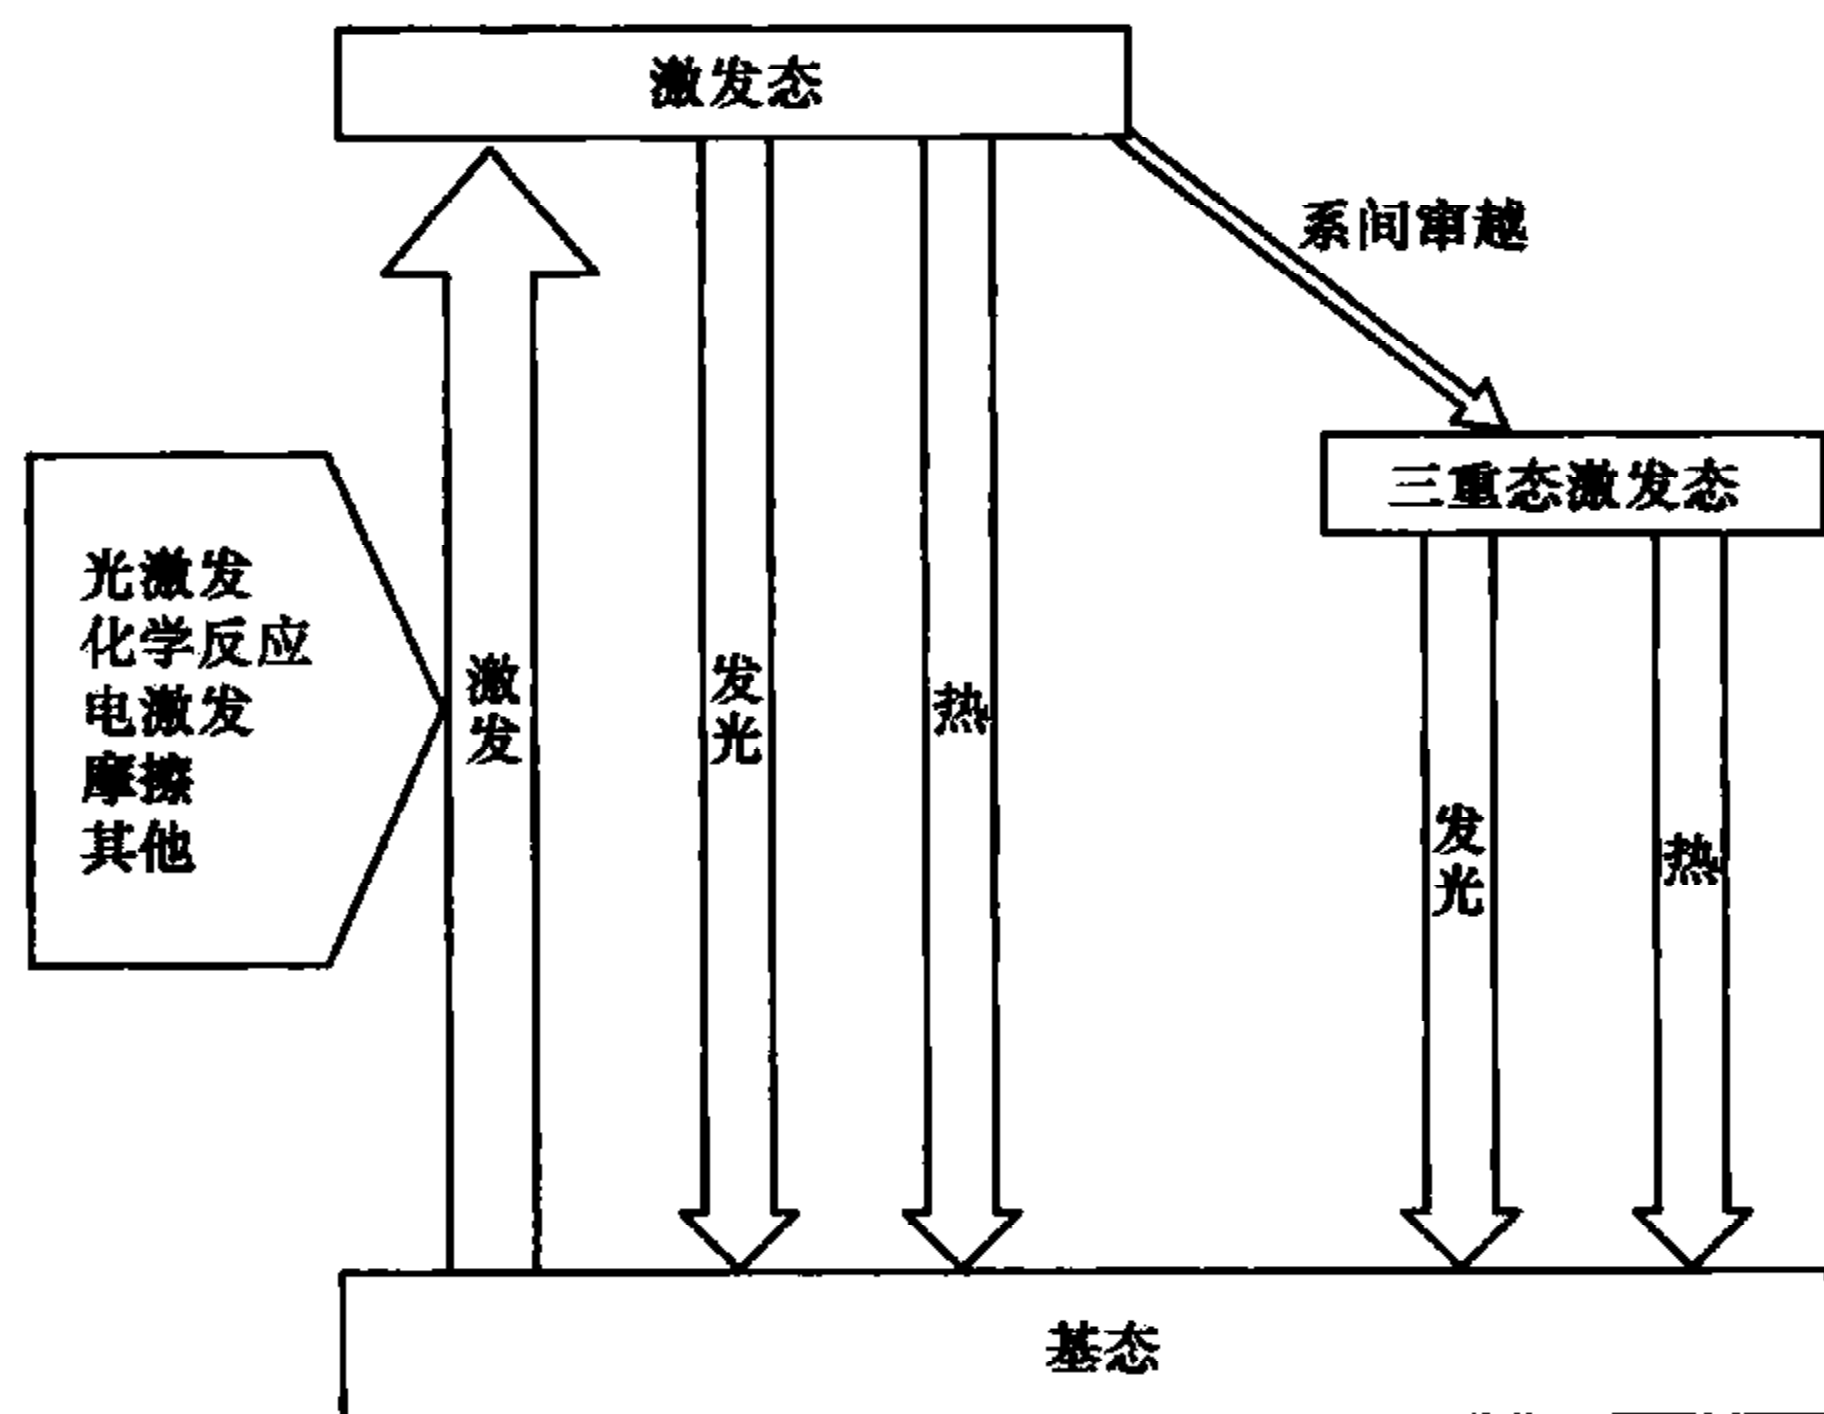 激发态
系间窜越
三重态激发态
光激发
化学反应
电激发
摩擦
其他
激发
发光
热
发光
热
基态